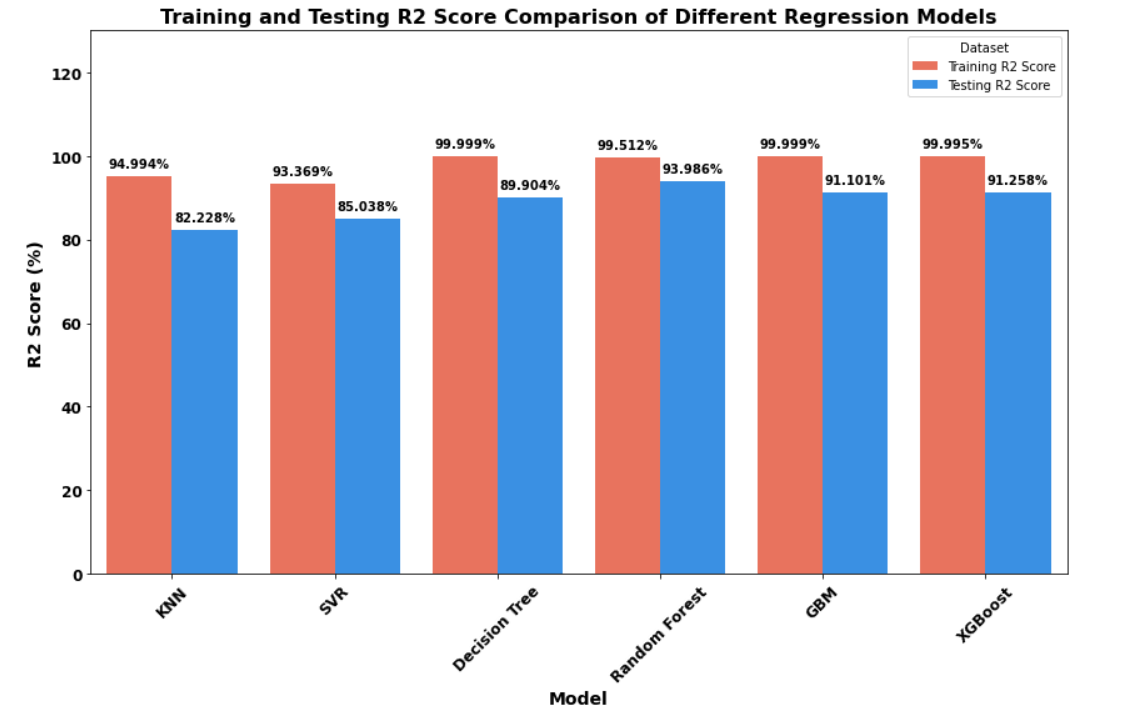 Training and Testing R2 Score Comparison of Different Regression Models
Dataset
Training R2 Score
Testing R2 Score
R2 Score (%)
120
100
80
60
40
20
0
94.994%
82.228%
93.369%
85.038%
99.999%
89.904%
99.512%
93.986%
99.999%
91.101%
99.995%
91.258%
KNN
SVR
Decision Tree
Random Forest
GBM
XGBoost
Model